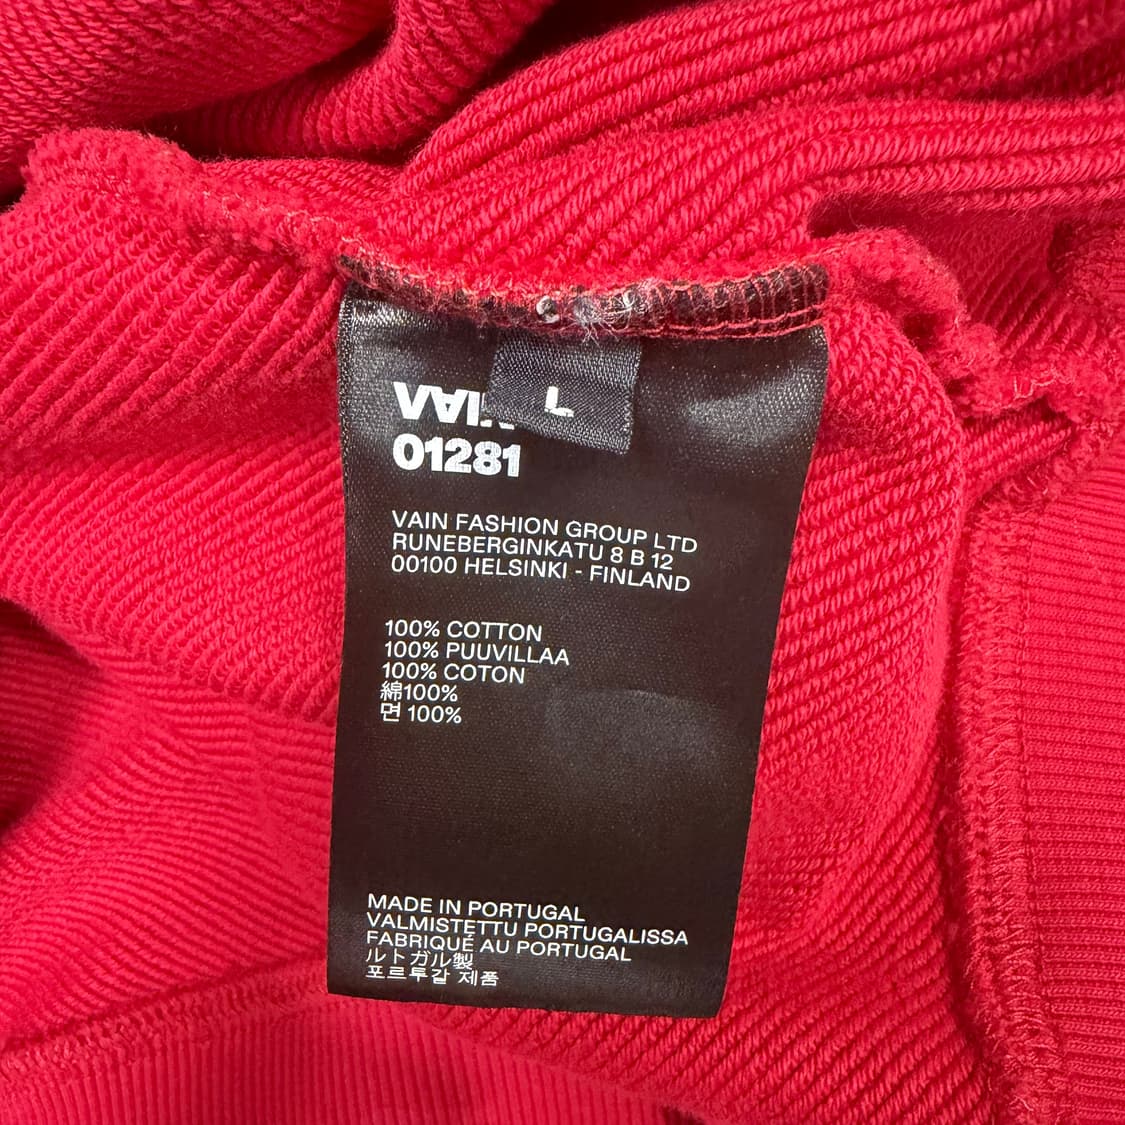 VAIN
L
01281
VAIN FASHION GROUP LTD
RUNEBERGINKATU 8 B 12
00100 HELSINKI - FINLAND
100% COTTON
100% PUUVILLAA
100% COTON
綿100%
면 100%
MADE IN PORTUGAL
VALMISTETTU PORTUGALISSA
FABRIQUÉ AU PORTUGAL
ルトガル製
포르투갈 제품